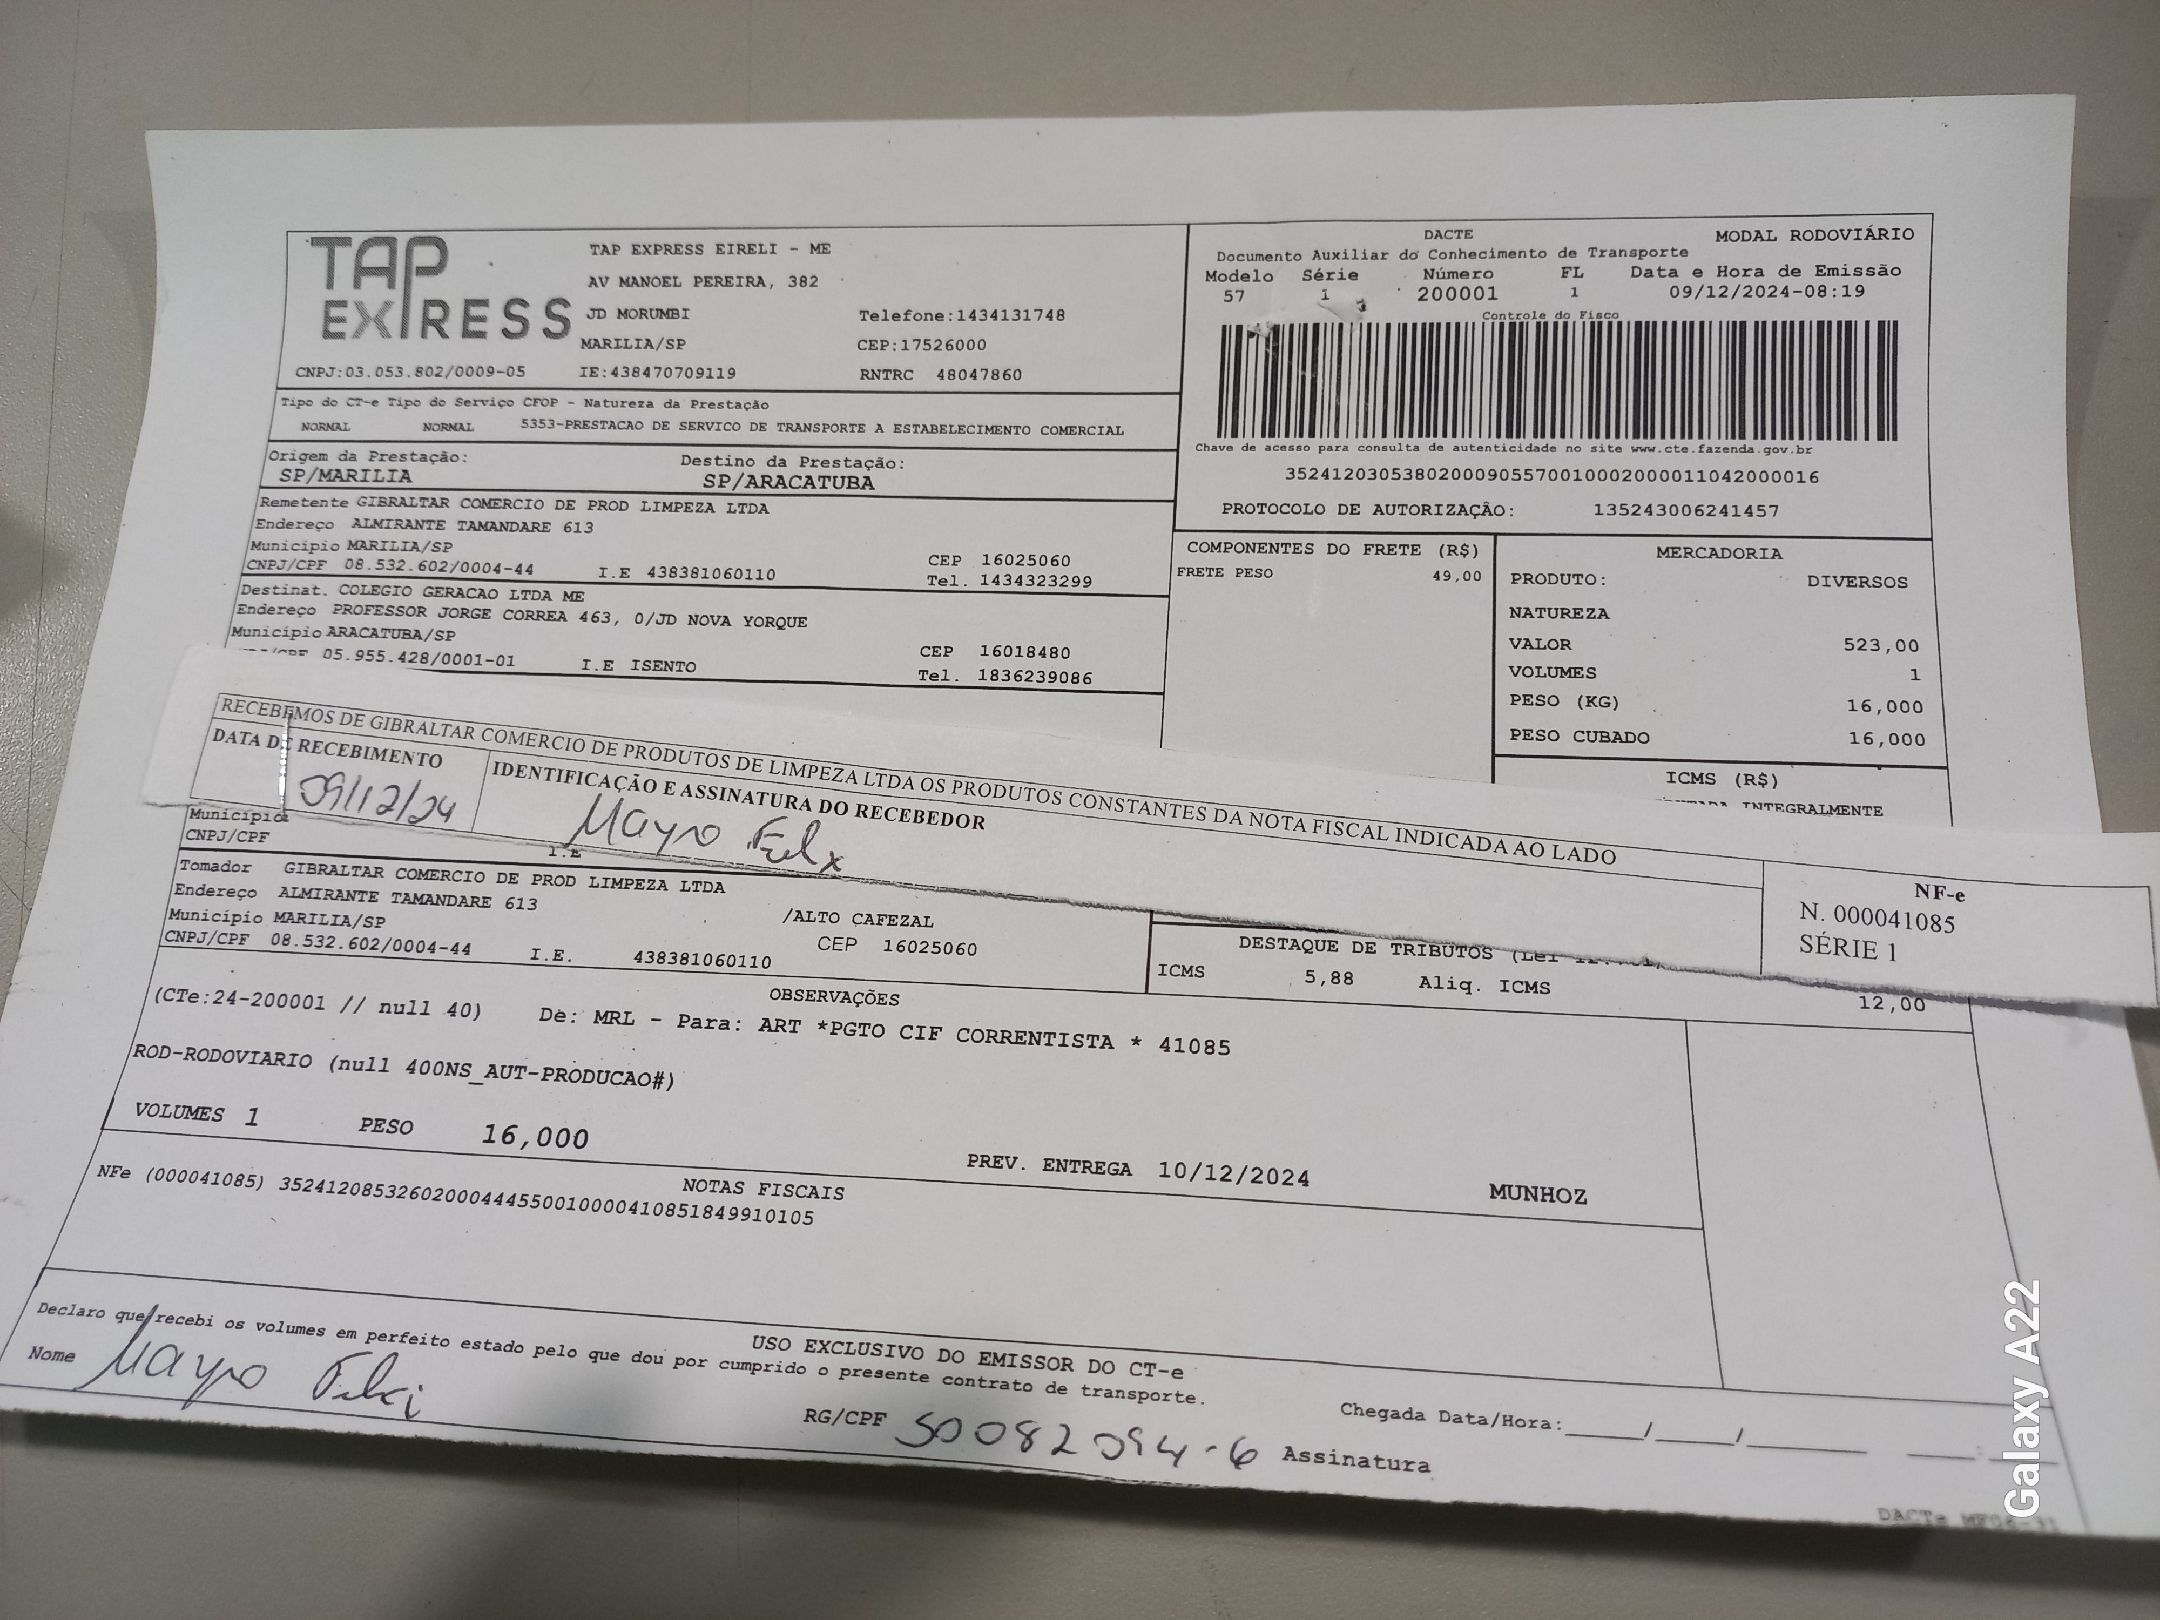 TAP EXPRESS
TAP EXPRESS EIRELI - ME
AV MANOEL PEREIRA, 382
JD MORUMBI Telefone:1434131748
MARILIA/SP CEP:17526000
CNPJ:03.053.802/0009-05 IE:438470709119 RNTRC 48047860
DACTE MODAL RODOVIÁRIO
Documento Auxiliar do Conhecimento de Transporte
Modelo Série Número FL Data e Hora de Emissão
57 1 200001 1 09/12/2024-08:19
Controle do Fisco
Chave de acesso para consulta de autenticidade no site www.cte.fazenda.gov.br
35241203053802000905570010002000011042000016
PROTOCOLO DE AUTORIZAÇÂO: 135243006241457
Tipo do CT-e Tipo do Serviço CFOP - Natureza da Prestação
NORMAL NORMAL 5353-PRESTACAO DE SERVICO DE TRANSPORTE A ESTABELECIMENTO COMERCIAL
Origem da Prestação: Destino da Prestação:
SP/MARILIA SP/ARACATUBA
Remetente GIBRALTAR COMERCIO DE PROD LIMPEZA LTDA
Endereço ALMIRANTE TAMANDARE 613
Município MARILIA/SP CEP 16025060
CNPJ/CPF 08.532.602/0004-44 I.E 438381060110 Tel. 1434323299
Destinat. COLEGIO GERACAO LTDA ME
Endereço PROFESSOR JORGE CORREA 463, 0/JD NOVA YORQUE
Município ARACATUBA/SP CEP 16018480
05.955.428/0001-01 I.E ISENTO Tel. 1836239086
COMPONENTES DO FRETE (R$)
FRETE PESO 49,00
MERCADORIA
PRODUTO: DIVERSOS
NATUREZA
VALOR 523,00
VOLUMES 1
PESO (KG) 16,000
PESO CUBADO 16,000
ICMS (R$)
INTEGRALMENTE
RECEBEMOS DE GIBRALTAR COMERCIO DE PRODUTOS DE LIMPEZA LTDA OS PRODUTOS CONSTANTES DA NOTA FISCAL INDICADA AO LADO
DATA DE RECEBIMENTO IDENTIFICAÇÃO E ASSINATURA DO RECEBEDOR
09/12/24 Mayro Felix
NF-e
N. 000041085
SÉRIE 1
Município
CNPJ/CPF I.E
Tomador GIBRALTAR COMERCIO DE PROD LIMPEZA LTDA
Endereço ALMIRANTE TAMANDARE 613 /ALTO CAFEZAL
Município MARILIA/SP CEP 16025060
CNPJ/CPF 08.532.602/0004-44 I.E. 438381060110
DESTAQUE DE TRIBUTOS (Lei
ICMS 5,88 Aliq. ICMS 12,00
OBSERVAÇÕES
(CTe:24-200001 // null 40) De: MRL - Para: ART *PGTO CIF CORRENTISTA * 41085
ROD-RODOVIARIO (null 400NS_AUT-PRODUCAO#)
VOLUMES 1 PESO 16,000 PREV. ENTREGA 10/12/2024 MUNHOZ
NOTAS FISCAIS
NFe (000041085) 35241208532602000444550010000410851849910105
USO EXCLUSIVO DO EMISSOR DO CT-e
Declaro que recebi os volumes em perfeito estado pelo que dou por cumprido o presente contrato de transporte.
Nome Mayro Felix Chegada Data/Hora:____/____/______ ____:____
RG/CPF 50082094-6 Assinatura
Galaxy A22